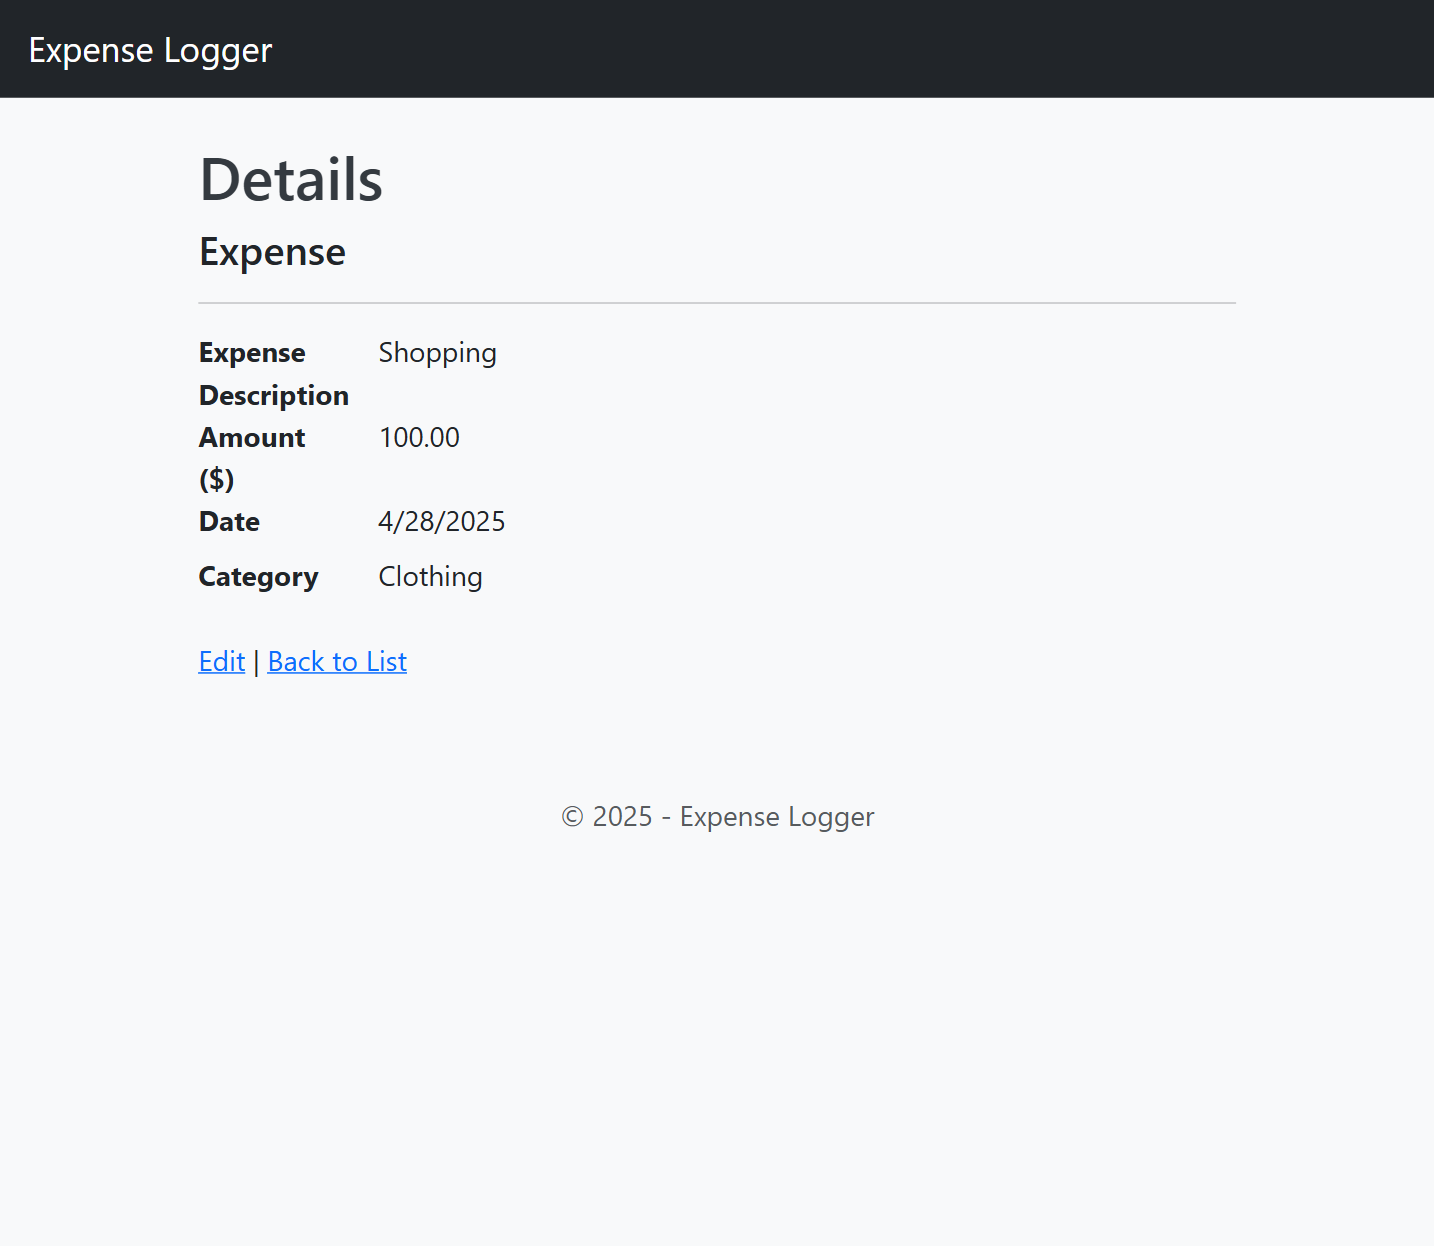 Expense Logger
Details
Expense
Expense Shopping
Description
Amount 100.00
($)
Date 4/28/2025
Category Clothing
Edit | Back to List
© 2025 - Expense Logger